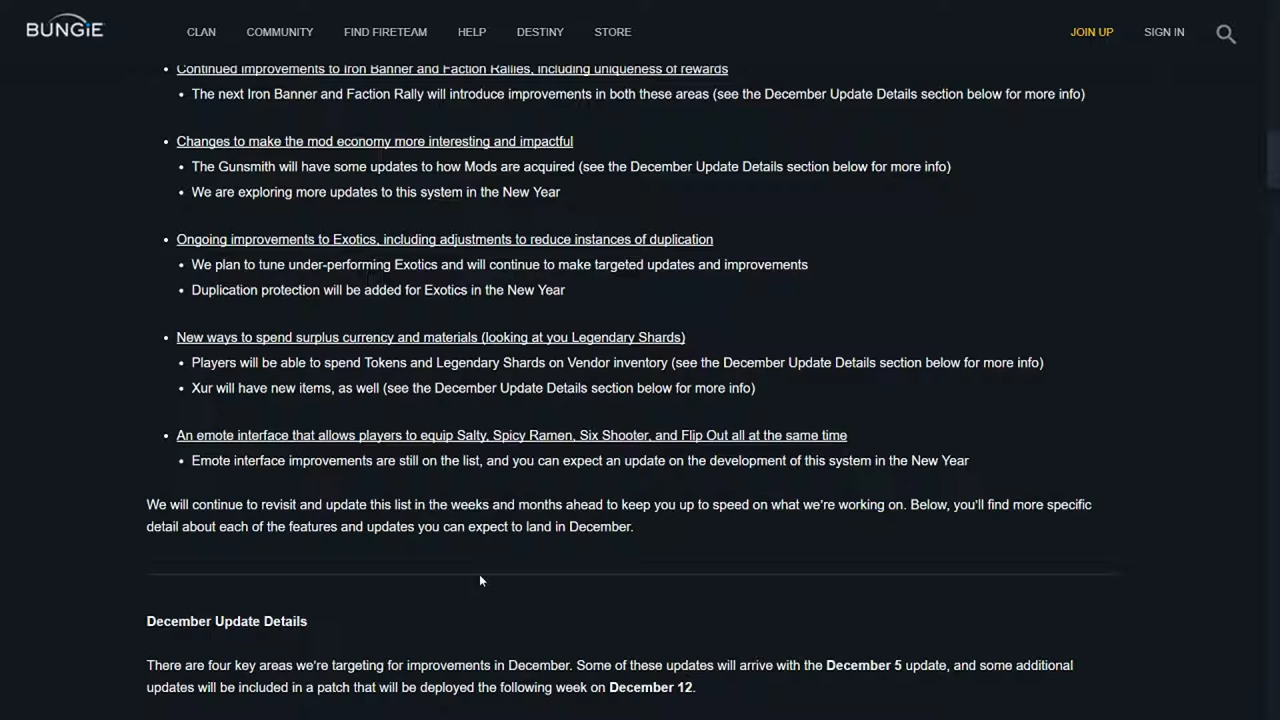 BUNGiE
CLAN COMMUNITY FIND FIRETEAM HELP DESTINY STORE JOIN UP SIGN IN
• Continued improvements to Iron Banner and Faction Rallies, including uniqueness of rewards
• The next Iron Banner and Faction Rally will introduce improvements in both these areas (see the December Update Details section below for more info)
• Changes to make the mod economy more interesting and impactful
• The Gunsmith will have some updates to how Mods are acquired (see the December Update Details section below for more info)
• We are exploring more updates to this system in the New Year
• Ongoing improvements to Exotics, including adjustments to reduce instances of duplication
• We plan to tune under-performing Exotics and will continue to make targeted updates and improvements
• Duplication protection will be added for Exotics in the New Year
• New ways to spend surplus currency and materials (looking at you Legendary Shards)
• Players will be able to spend Tokens and Legendary Shards on Vendor inventory (see the December Update Details section below for more info)
• Xur will have new items, as well (see the December Update Details section below for more info)
• An emote interface that allows players to equip Salty, Spicy Ramen, Six Shooter, and Flip Out all at the same time
• Emote interface improvements are still on the list, and you can expect an update on the development of this system in the New Year
We will continue to revisit and update this list in the weeks and months ahead to keep you up to speed on what we're working on. Below, you'll find more specific
detail about each of the features and updates you can expect to land in December.
December Update Details
There are four key areas we're targeting for improvements in December. Some of these updates will arrive with the December 5 update, and some additional
updates will be included in a patch that will be deployed the following week on December 12.